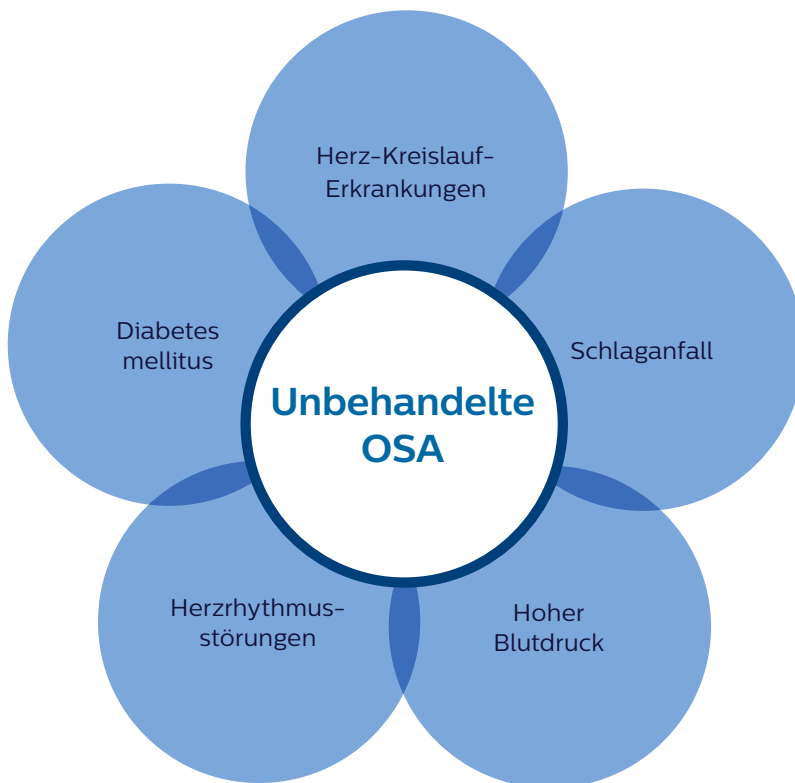 Herz-Kreislauf-
Erkrankungen
Diabetes
mellitus
Schlaganfall
Unbehandelte
OSA
Herzrhythmus-
störungen
Hoher
Blutdruck